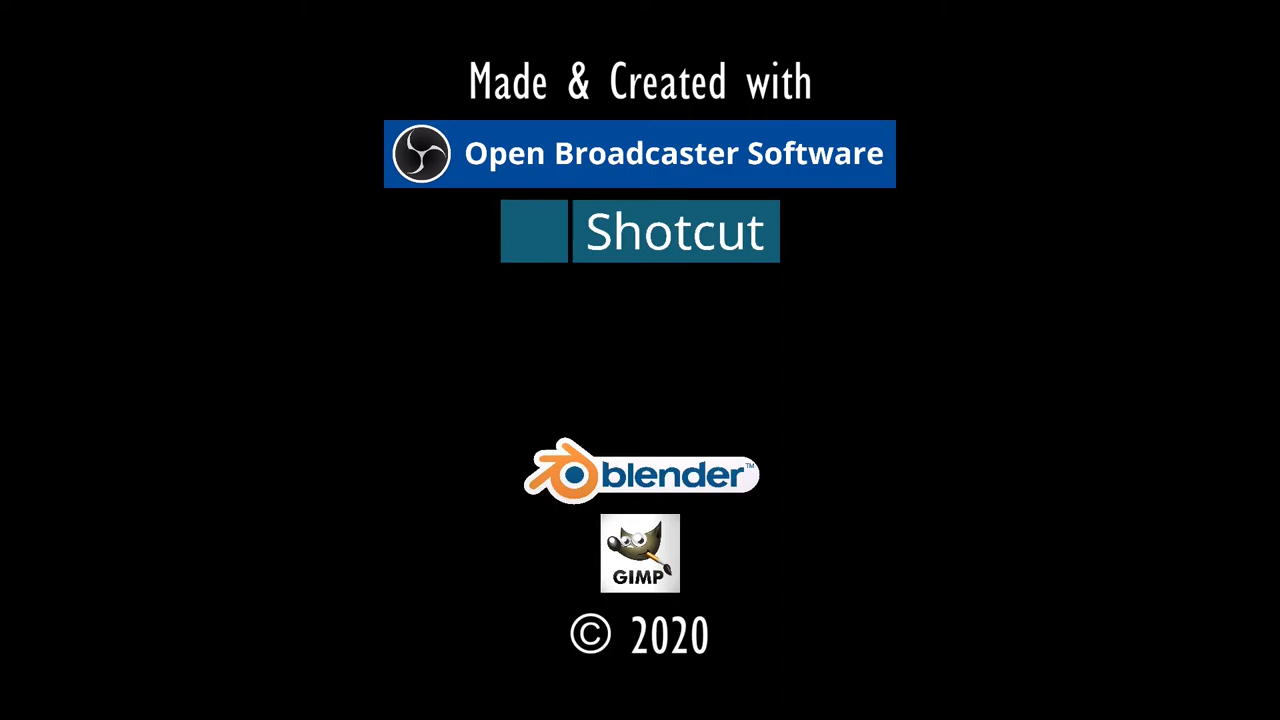 Made & Created with
Open Broadcaster Software
Shotcut
blender™
GIMP
© 2020